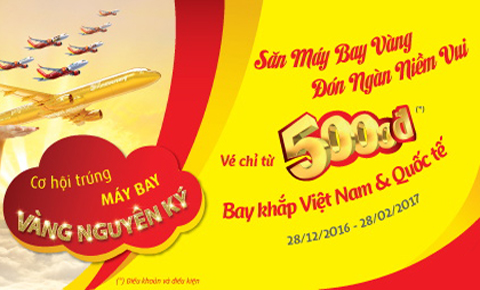 Săn Máy Bay Vàng
Đón Ngàn Niềm Vui
Vé chỉ từ 5000đ (*)
Bay khắp Việt Nam & Quốc tế
28/12/2016 - 28/02/2017
Cơ hội trúng
MÁY BAY
VÀNG NGUYÊN KÝ
(*) Điều khoản và điều kiện